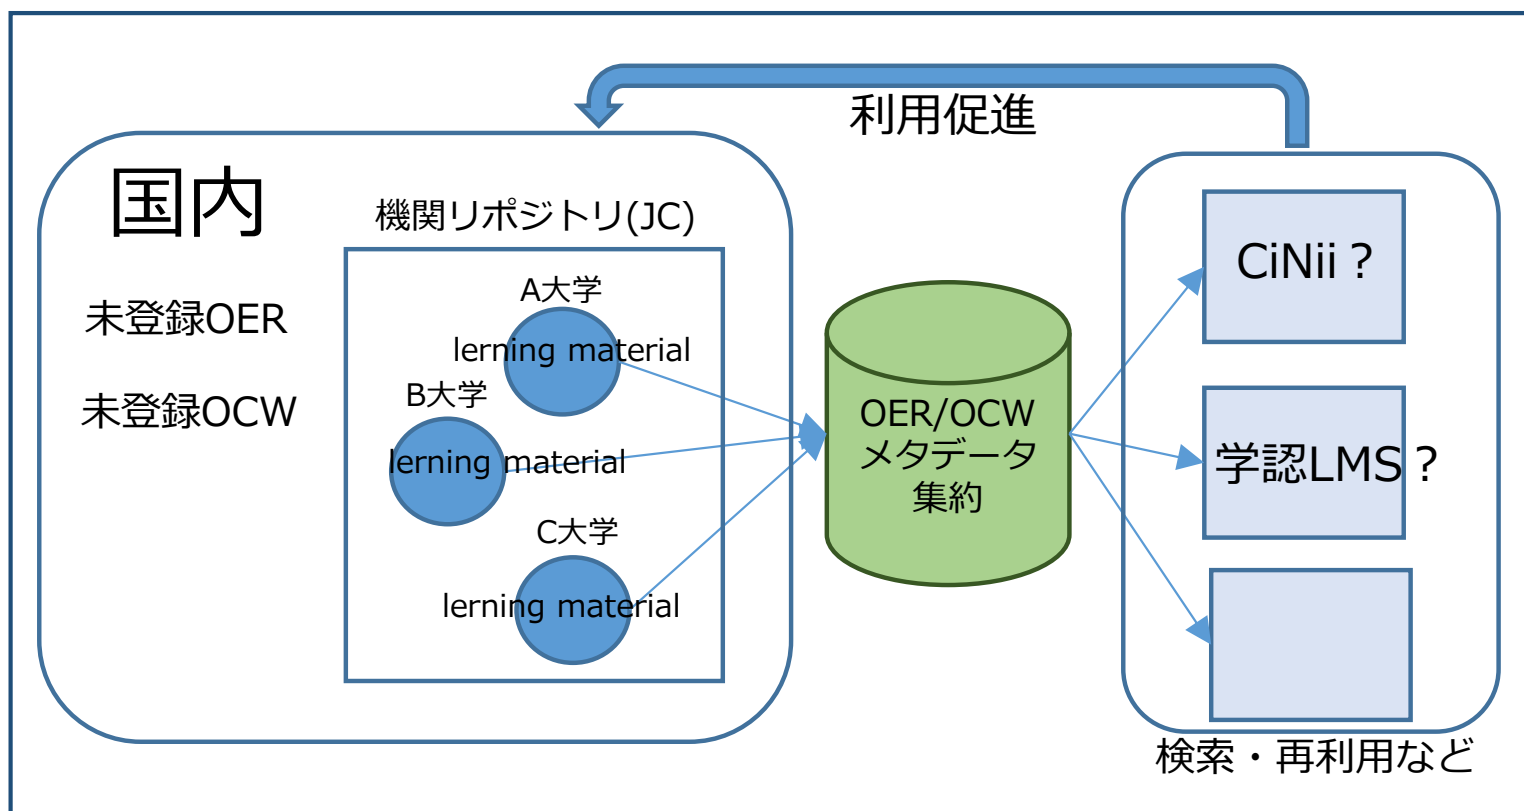 利用促進
国内
機関リポジトリ(JC)
未登録OER
未登録OCW
A大学
lerning material
B大学
lerning material
C大学
lerning material
OER/OCW
メタデータ
集約
CiNii？
学認LMS？
検索・再利用など